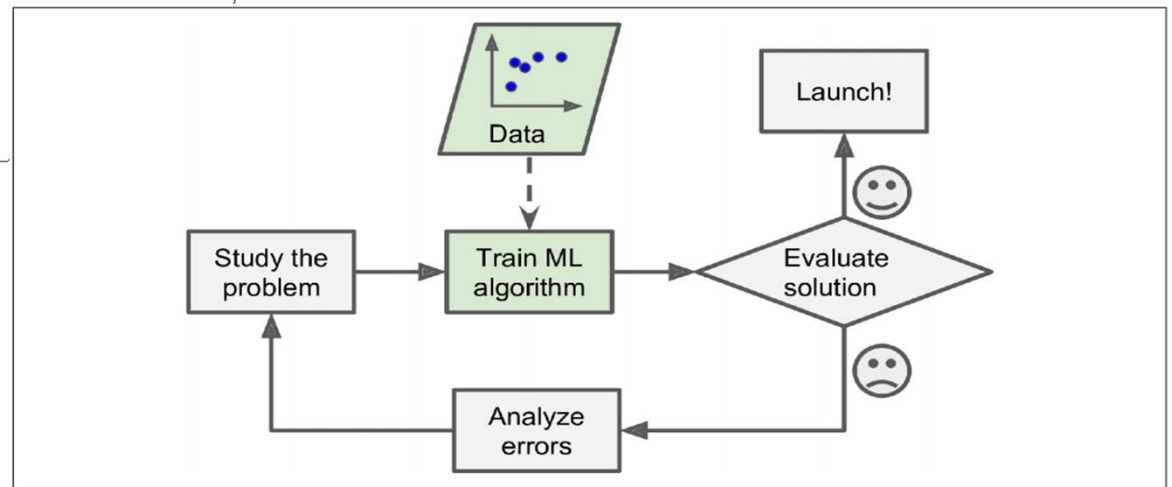 Data
Launch!
Study the
problem
Train ML
algorithm
Evaluate
solution
Analyze
errors